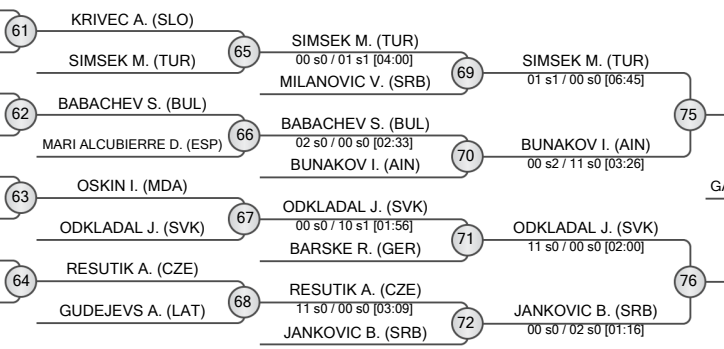 61
KRIVEC A. (SLO)
SIMSEK M. (TUR)
65
SIMSEK M. (TUR)
00 s0 / 01 s1 [04:00]
MILANOVIC V. (SRB)
69
SIMSEK M. (TUR)
01 s1 / 00 s0 [06:45]
62
BABACHEV S. (BUL)
MARI ALCUBIERRE D. (ESP)
66
BABACHEV S. (BUL)
02 s0 / 00 s0 [02:33]
BUNAKOV I. (AIN)
70
BUNAKOV I. (AIN)
00 s2 / 11 s0 [03:26]
75
GA
63
OSKIN I. (MDA)
ODKLADAL J. (SVK)
67
ODKLADAL J. (SVK)
00 s0 / 10 s1 [01:56]
BARSKE R. (GER)
71
ODKLADAL J. (SVK)
11 s0 / 00 s0 [02:00]
64
RESUTIK A. (CZE)
GUDEJEVS A. (LAT)
68
RESUTIK A. (CZE)
11 s0 / 00 s0 [03:09]
JANKOVIC B. (SRB)
72
JANKOVIC B. (SRB)
00 s0 / 02 s0 [01:16]
76